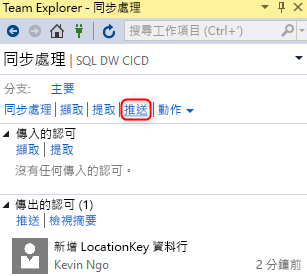 Team Explorer - 同步處理
搜尋工作項目 (Ctrl+')
同步處理 | SQL DW CICD
分支: 主要
同步處理 | 擷取 | 提取 | 推送 | 動作
傳入的認可
擷取 | 提取
沒有任何傳入的認可。
傳出的認可 (1)
推送 | 檢視摘要
新增 LocationKey 資料行
Kevin Ngo 2 分鐘前